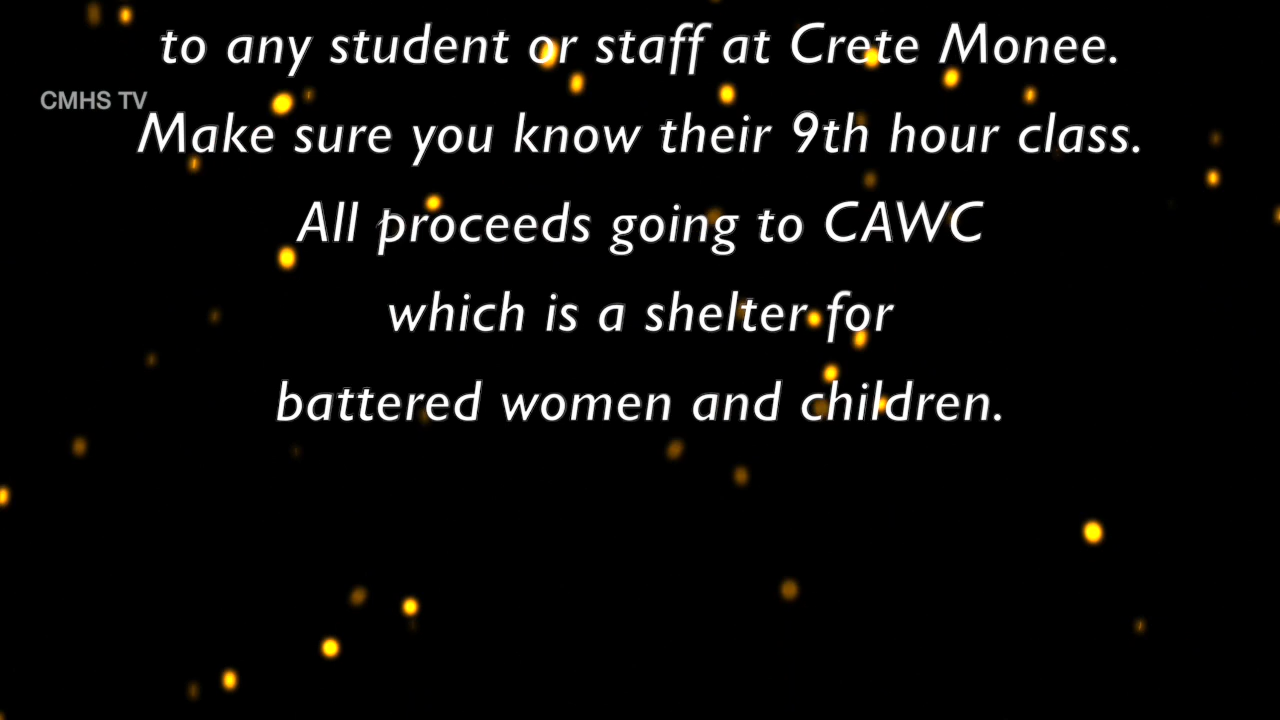 to any student or staff at Crete Monee.
CMHS TV
Make sure you know their 9th hour class.
All proceeds going to CAWC
which is a shelter for
battered women and children.